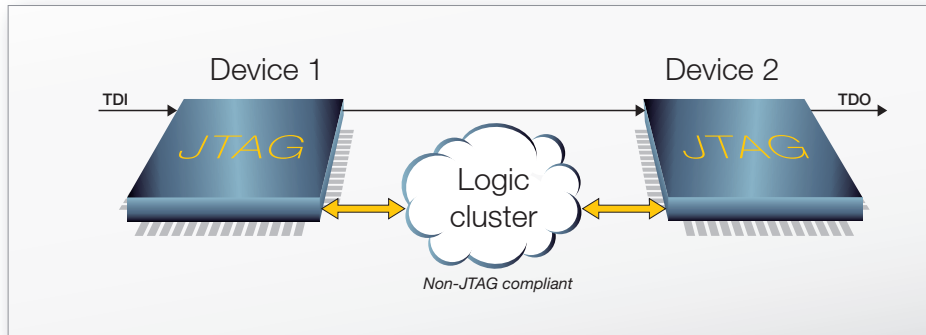 Device 1
Device 2
TDI
TDO
JTAG
JTAG
Logic
cluster
Non-JTAG compliant